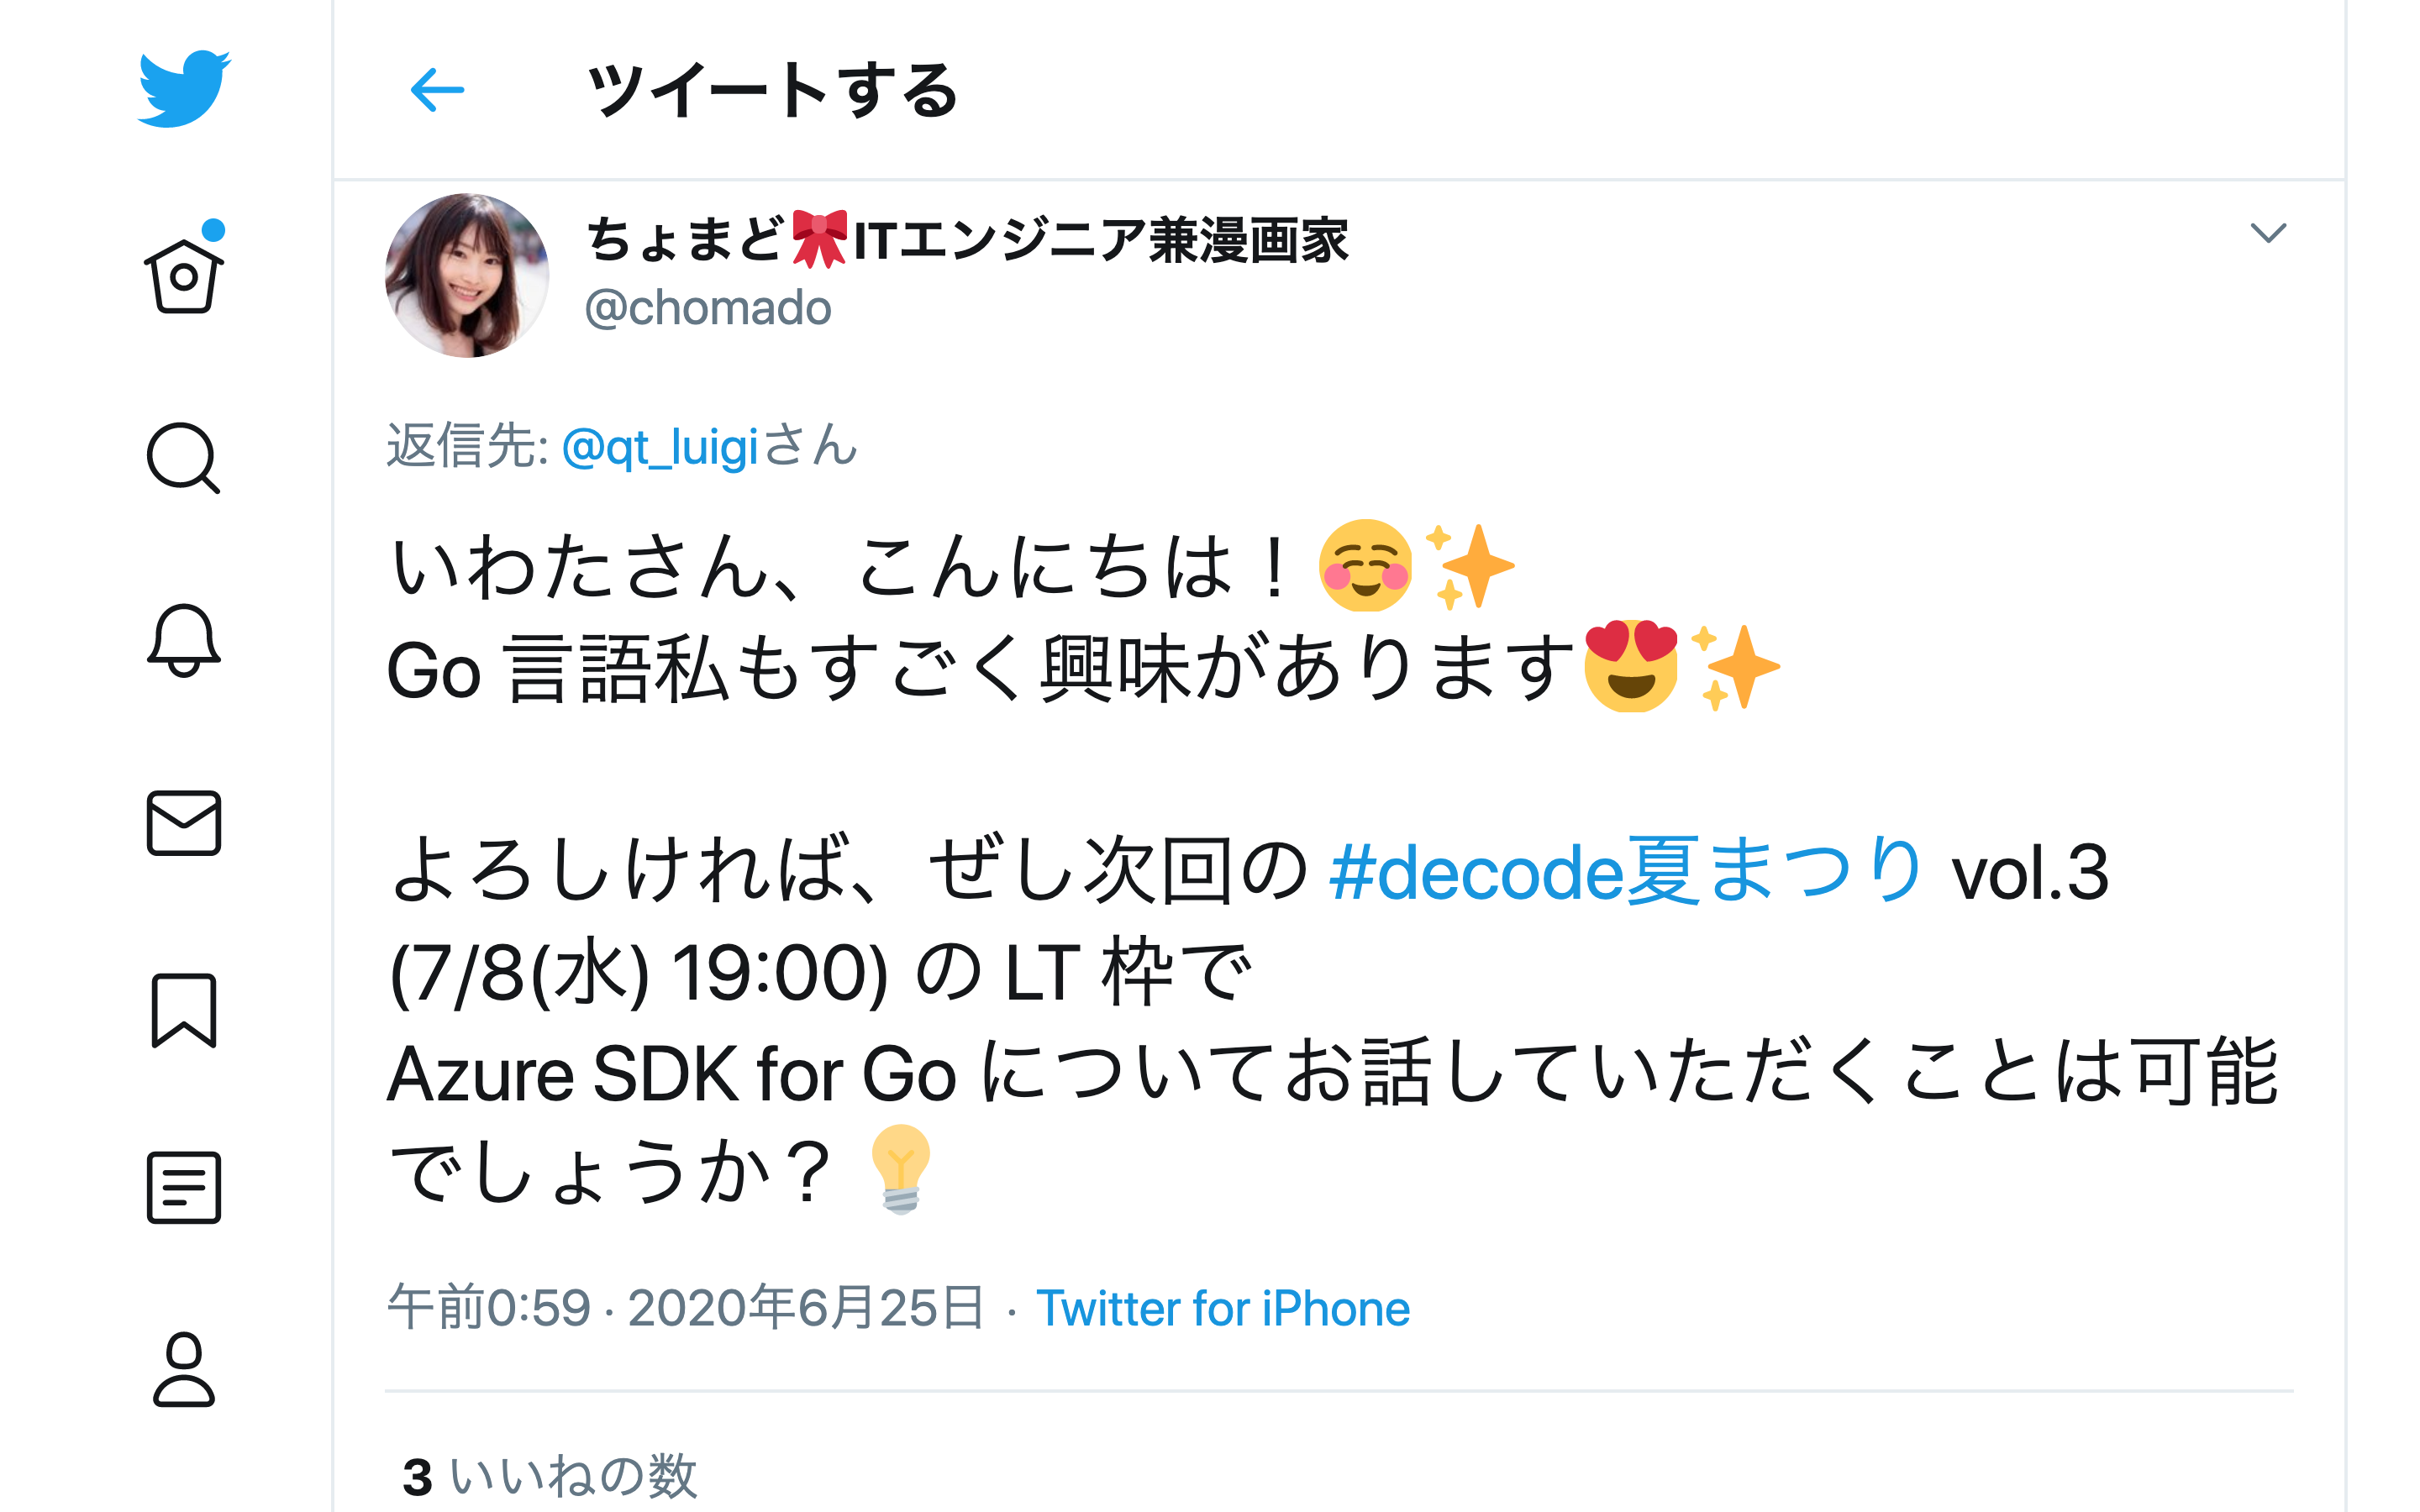 ツイートする
ちょまど🎀ITエンジニア兼漫画家
@chomado
返信先: @qt_luigiさん
いわたさん、こんにちは！☺️✨
Go 言語私もすごく興味があります😍✨
よろしければ、ぜし次回の #decode夏まつり vol.3
(7/8(水) 19:00) の LT 枠で
Azure SDK for Go についてお話していただくことは可能
でしょうか？💡
午前0:59 · 2020年6月25日 · Twitter for iPhone
3 いいねの数